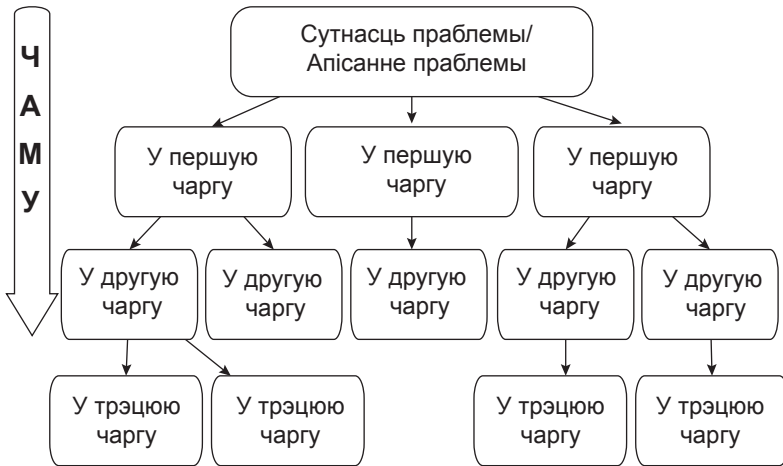 Ч
А
М
У
Сутнасць праблемы/
Апісанне праблемы
У першую
чаргу
У першую
чаргу
У першую
чаргу
У другую
чаргу
У другую
чаргу
У другую
чаргу
У другую
чаргу
У другую
чаргу
У трэцюю
чаргу
У трэцюю
чаргу
У трэцюю
чаргу
У трэцюю
чаргу